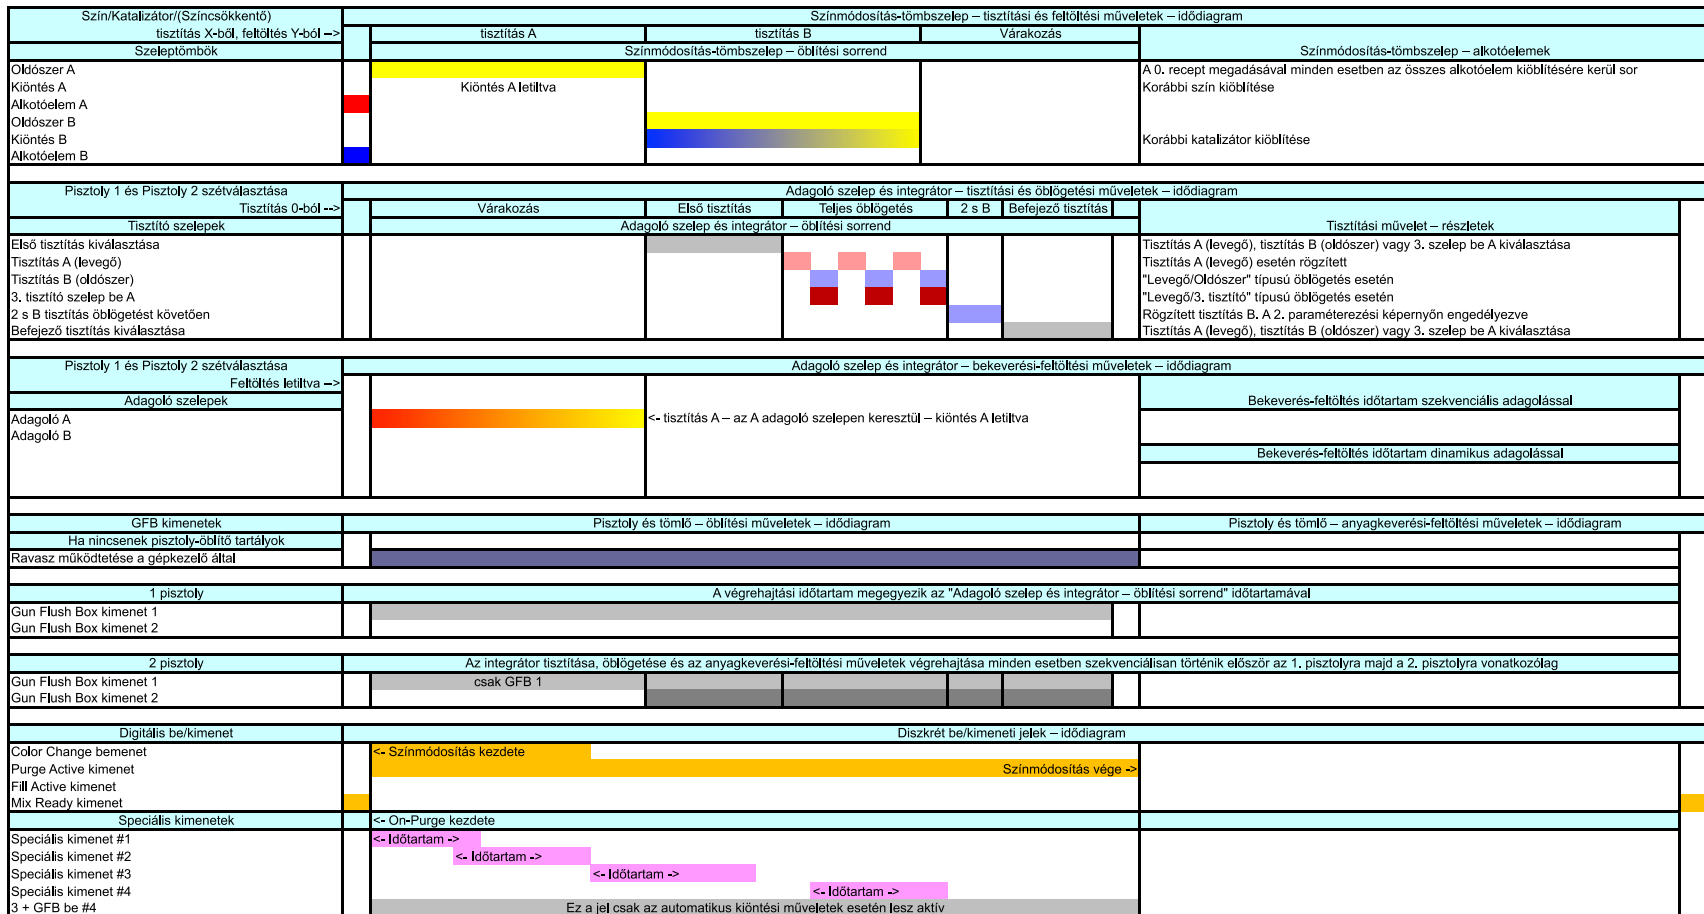 Szín/Katalizátor/(Színcsökkentő)
Színmódosítás-tömbszelep – tisztítási és feltöltési műveletek – idődiagram
tisztítás X-ből, feltöltés Y-ból –>
tisztítás A
tisztítás B
Várakozás
Szeleptömbök
Színmódosítás-tömbszelep – öblítési sorrend
Színmódosítás-tömbszelep – alkotóelemek
Oldószer A
A 0. recept megadásával minden esetben az összes alkotóelem kiöblítésére kerül sor
Kiöntés A
Kiöntés A letiltva
Korábbi szín kiöblítése
Alkotóelem A
Oldószer B
Kiöntés B
Korábbi katalizátor kiöblítése
Alkotóelem B
Pisztoly 1 és Pisztoly 2 szétválasztása
Adagoló szelep és integrátor – tisztítási és öblögetési műveletek – idődiagram
Tisztítás 0-ból -->
Várakozás
Első tisztítás
Teljes öblögetés
2 s B
Befejező tisztítás
Tisztító szelepek
Adagoló szelep és integrátor – öblítési sorrend
Tisztítási művelet – részletek
Első tisztítás kiválasztása
Tisztítás A (levegő), tisztítás B (oldószer) vagy 3. szelep be A kiválasztása
Tisztítás A (levegő)
Tisztítás A (levegő) esetén rögzített
Tisztítás B (oldószer)
"Levegő/Oldószer" típusú öblögetés esetén
3. tisztító szelep be A
"Levegő/3. tisztító" típusú öblögetés esetén
2 s B tisztítás öblögetést követően
Rögzített tisztítás B. A 2. paraméterezési képernyőn engedélyezve
Befejező tisztítás kiválasztása
Tisztítás A (levegő), tisztítás B (oldószer) vagy 3. szelep be A kiválasztása
Pisztoly 1 és Pisztoly 2 szétválasztása
Adagoló szelep és integrátor – bekeverési-feltöltési műveletek – idődiagram
Feltöltés letiltva –>
Adagoló szelepek
Bekeverés-feltöltés időtartam szekvenciális adagolással
Adagoló A
<- tisztítás A – az A adagoló szelepen keresztül – kiöntés A letiltva
Adagoló B
Bekeverés-feltöltés időtartam dinamikus adagolással
GFB kimenetek
Pisztoly és tömlő – öblítési műveletek – idődiagram
Pisztoly és tömlő – anyagkeverési-feltöltési műveletek – idődiagram
Ha nincsenek pisztoly-öblítő tartályok
Ravasz működtetése a gépkezelő által
1 pisztoly
A végrehajtási időtartam megegyezik az "Adagoló szelep és integrátor – öblítési sorrend" időtartamával
Gun Flush Box kimenet 1
Gun Flush Box kimenet 2
2 pisztoly
Az integrátor tisztítása, öblögetése és az anyagkeverési-feltöltési műveletek végrehajtása minden esetben szekvenciálisan történik először az 1. pisztolyra majd a 2. pisztolyra vonatkozólag
Gun Flush Box kimenet 1
csak GFB 1
Gun Flush Box kimenet 2
Digitális be/kimenet
Diszkrét be/kimeneti jelek – idődiagram
Color Change bemenet
<- Színmódosítás kezdete
Purge Active kimenet
Színmódosítás vége ->
Fill Active kimenet
Mix Ready kimenet
Speciális kimenetek
<- On-Purge kezdete
Speciális kimenet #1
<- Időtartam ->
Speciális kimenet #2
<- Időtartam ->
Speciális kimenet #3
<- Időtartam ->
Speciális kimenet #4
<- Időtartam ->
3 + GFB be #4
Ez a jel csak az automatikus kiöntési műveletek esetén lesz aktív